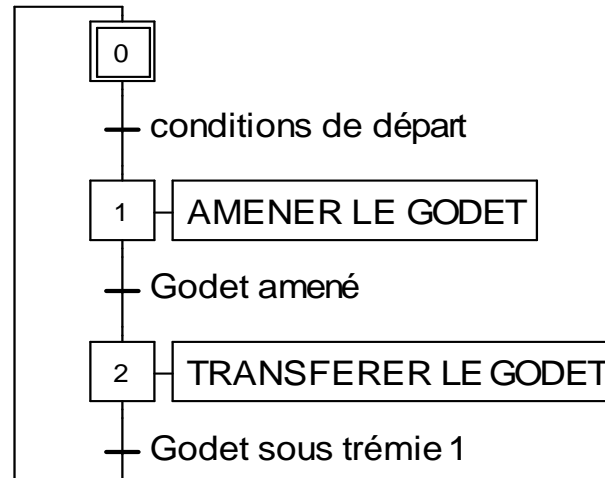 0
conditions de départ
1 AMENER LE GODET
Godet amené
2 TRANSFERER LE GODET
Godet sous trémie 1